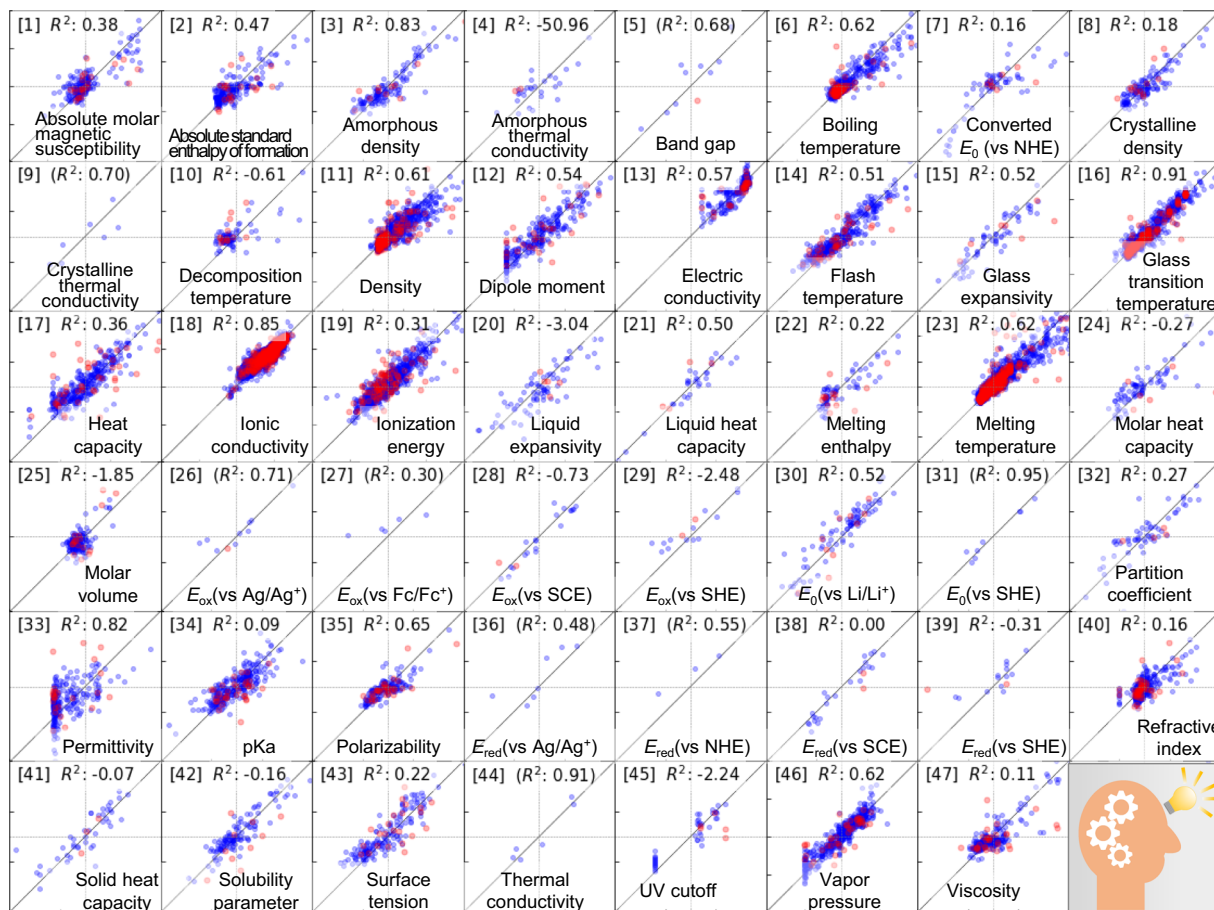 [1] R²: 0.38
Absolute molar
magnetic
susceptibility
[2] R²: 0.47
Absolute standard
enthalpy of formation
[3] R²: 0.83
Amorphous
density
[4] R²: -50.96
Amorphous
thermal
conductivity
[5] (R²: 0.68)
Band gap
[6] R²: 0.62
Boiling
temperature
[7] R²: 0.16
Converted
E₀ (vs NHE)
[8] R²: 0.18
Crystalline
density
[9] (R²: 0.70)
Crystalline
thermal
conductivity
[10] R²: -0.61
Decomposition
temperature
[11] R²: 0.61
Density
[12] R²: 0.54
Dipole moment
[13] R²: 0.57
Electric
conductivity
[14] R²: 0.51
Flash
temperature
[15] R²: 0.52
Glass
expansivity
[16] R²: 0.91
Glass
transition
temperature
[17] R²: 0.36
Heat
capacity
[18] R²: 0.85
Ionic
conductivity
[19] R²: 0.31
Ionization
energy
[20] R²: -3.04
Liquid
expansivity
[21] R²: 0.50
Liquid heat
capacity
[22] R²: 0.22
Melting
enthalpy
[23] R²: 0.62
Melting
temperature
[24] R²: -0.27
Molar heat
capacity
[25] R²: -1.85
Molar
volume
[26] (R²: 0.71)
Eox(vs Ag/Ag⁺)
[27] (R²: 0.30)
Eox(vs Fc/Fc⁺)
[28] R²: -0.73
Eox(vs SCE)
[29] R²: -2.48
Eox(vs SHE)
[30] R²: 0.52
E₀(vs Li/Li⁺)
[31] (R²: 0.95)
E₀(vs SHE)
[32] R²: 0.27
Partition
coefficient
[33] R²: 0.82
Permittivity
[34] R²: 0.09
pKa
[35] R²: 0.65
Polarizability
[36] (R²: 0.48)
Ered(vs Ag/Ag⁺)
[37] (R²: 0.55)
Ered(vs NHE)
[38] R²: 0.00
Ered(vs SCE)
[39] R²: -0.31
Ered(vs SHE)
[40] R²: 0.16
Refractive
index
[41] R²: -0.07
Solid heat
capacity
[42] R²: -0.16
Solubility
parameter
[43] R²: 0.22
Surface
tension
[44] (R²: 0.91)
Thermal
conductivity
[45] R²: -2.24
UV cutoff
[46] R²: 0.62
Vapor
pressure
[47] R²: 0.11
Viscosity